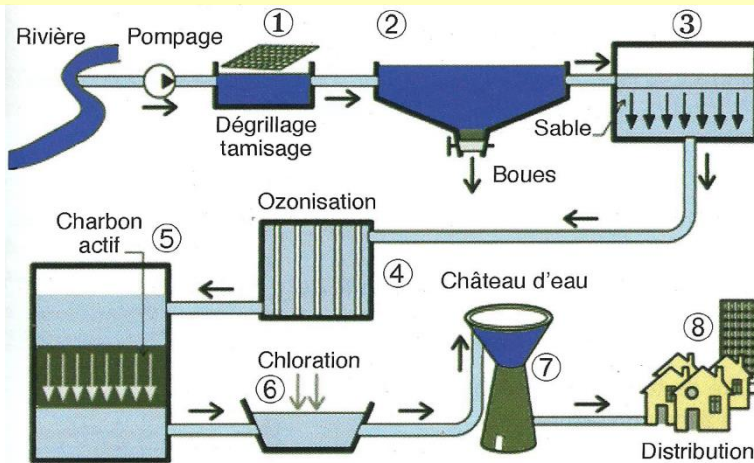 Rivière
Pompage
①
②
③
Dégrillage
tamisage
Boues
Sable
Ozonisation
④
Charbon
actif
⑤
Chloration
⑥
Château d'eau
⑦
⑧
Distribution